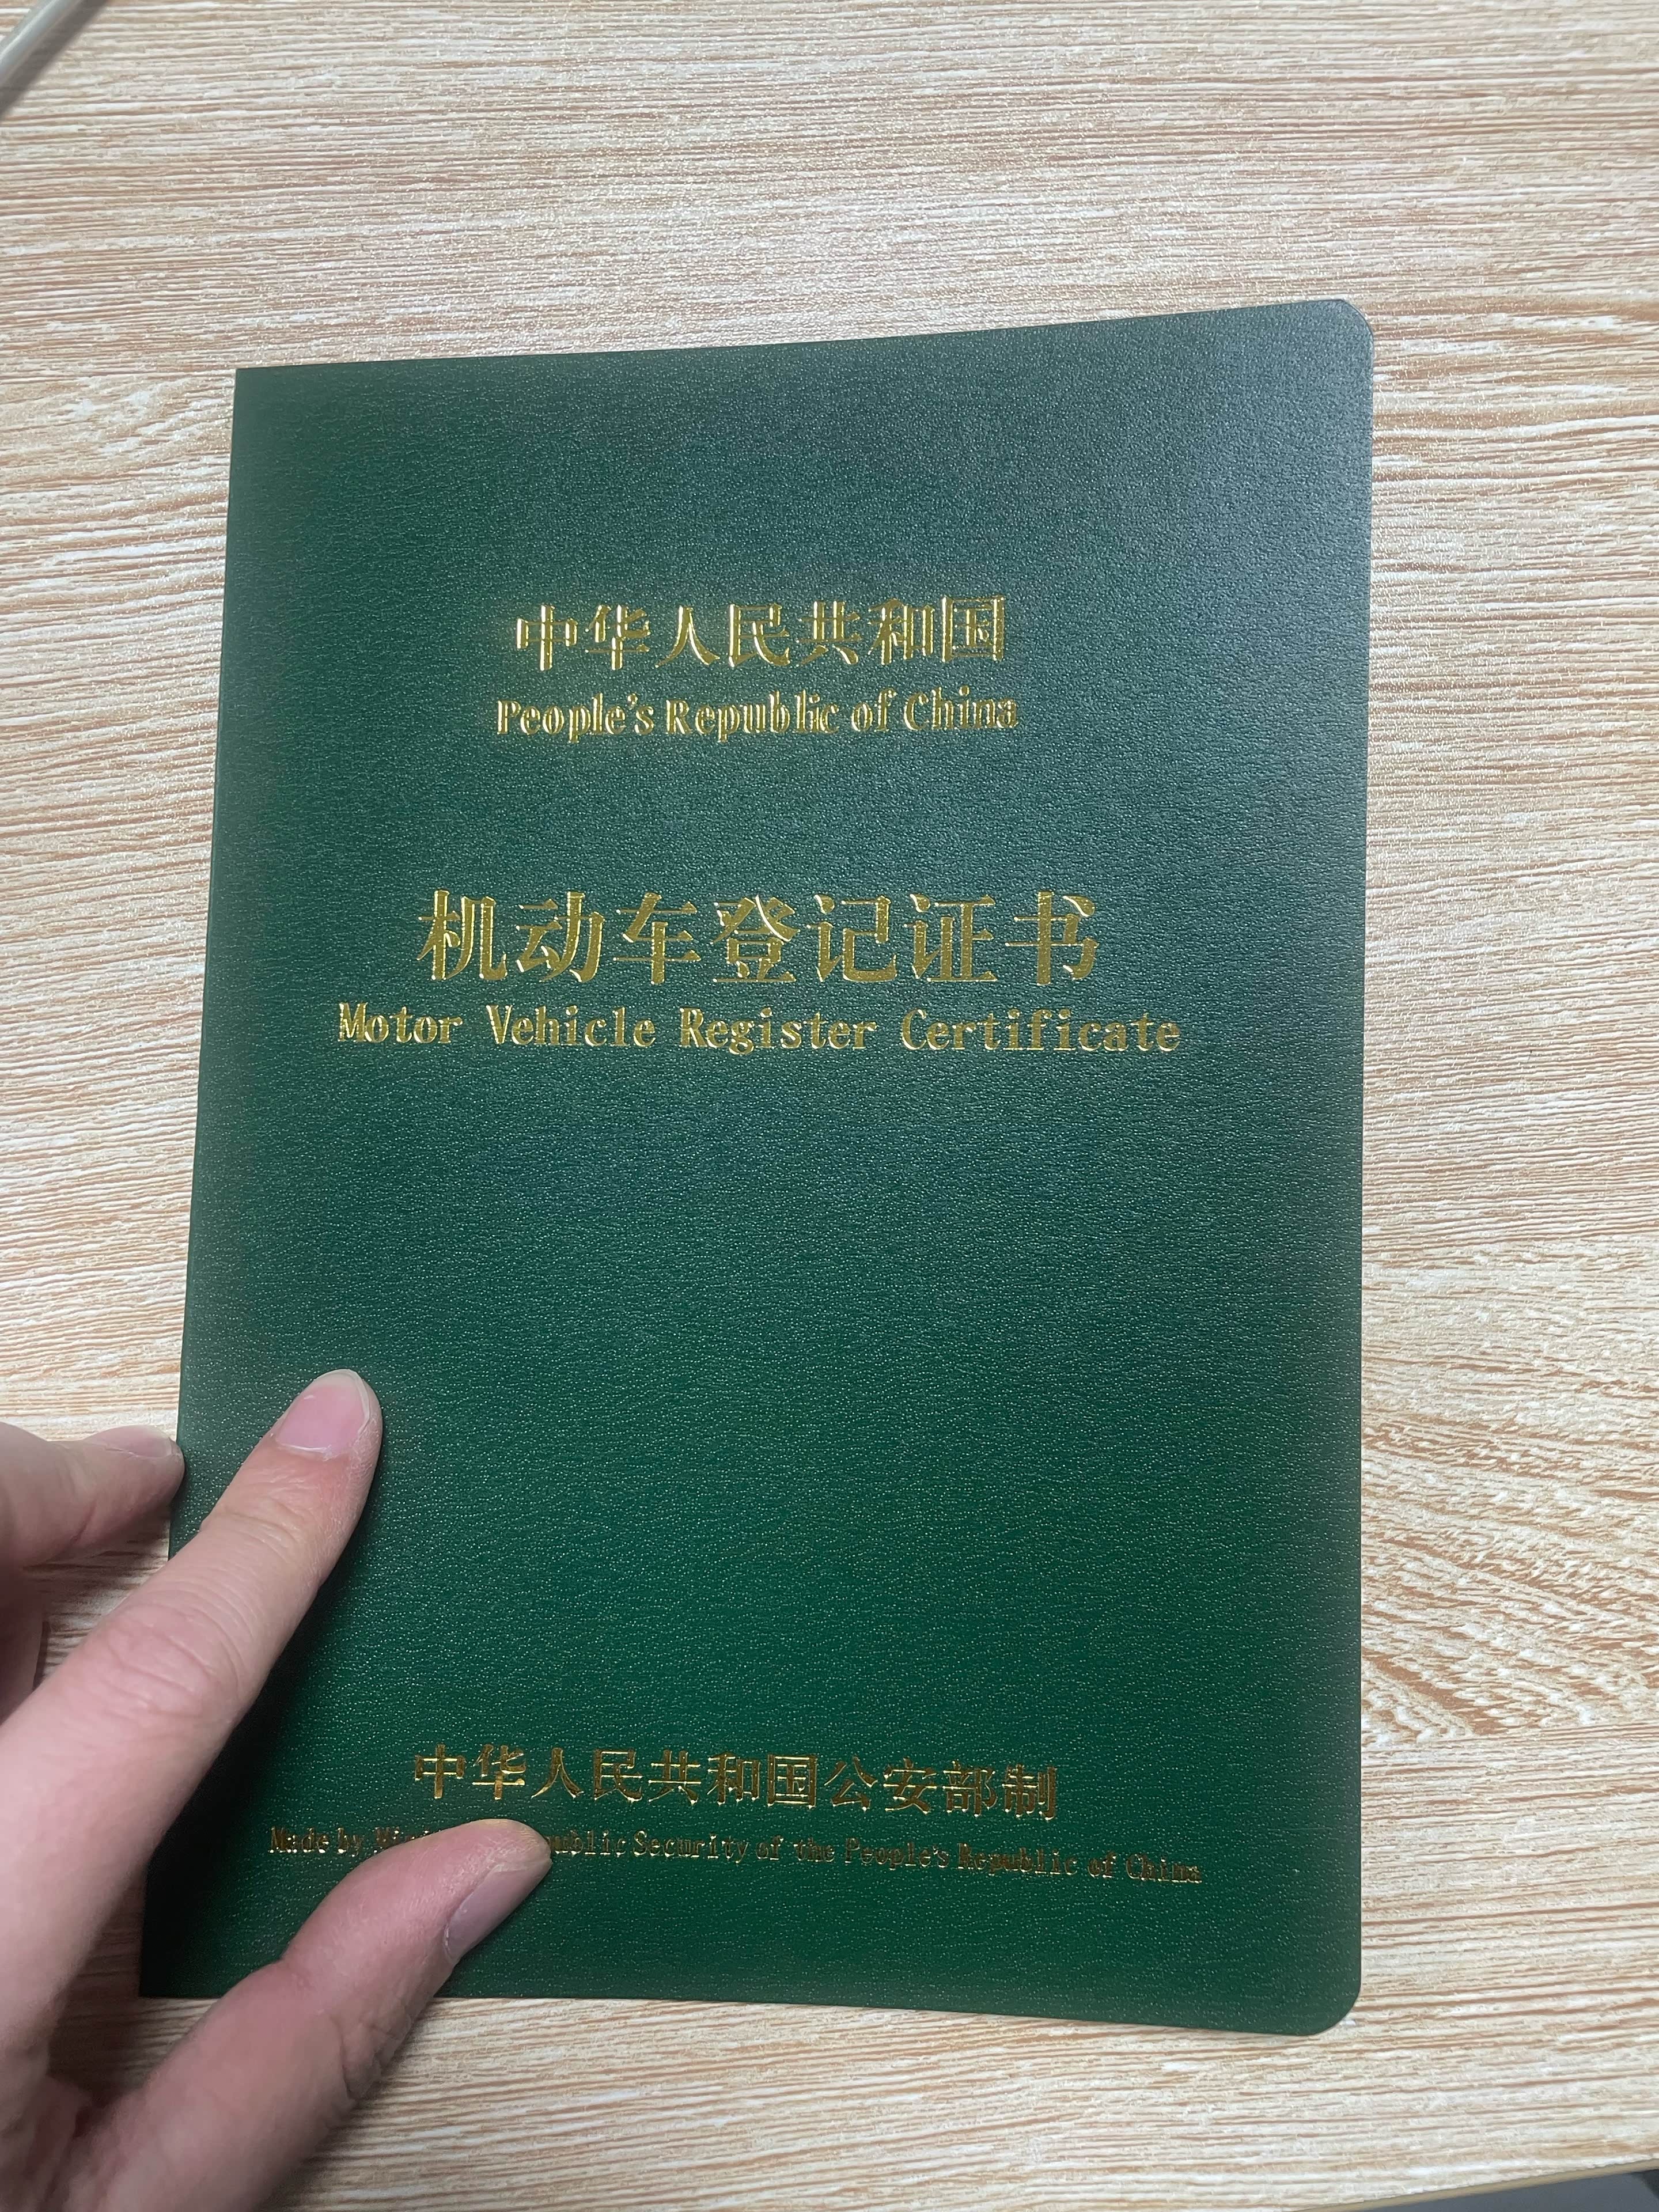 中华人民共和国
People's Republic of China
机动车登记证书
Motor Vehicle Register Certificate
中华人民共和国公安部制
Made by Security of the People's Republic of China